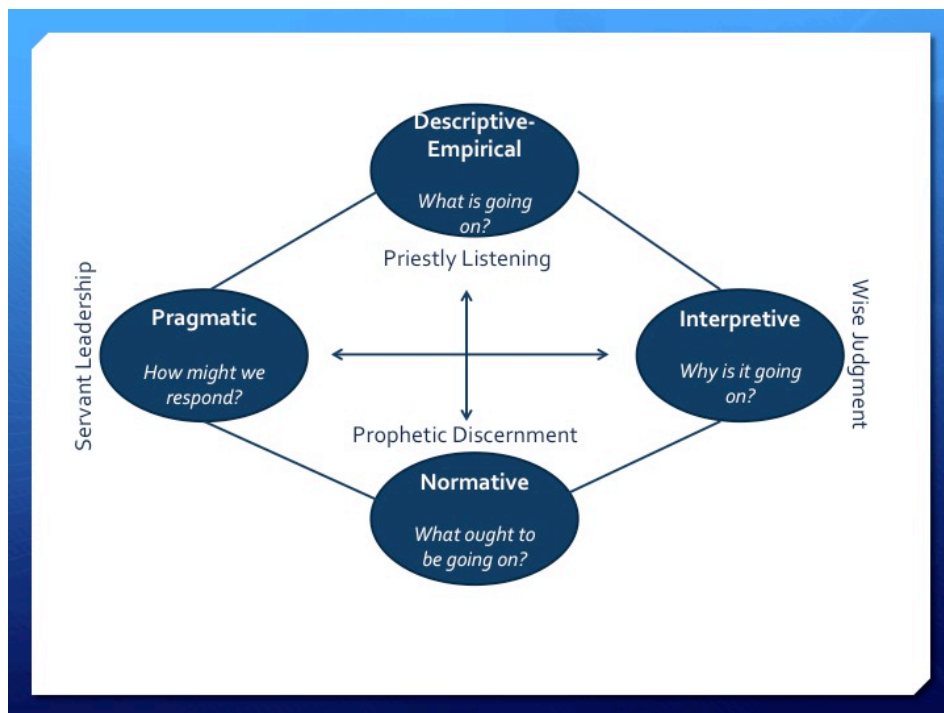 Descriptive-
Empirical
What is going
on?
Priestly Listening
Servant Leadership
Pragmatic
How might we
respond?
Interpretive
Why is it going
on?
Wise Judgment
Prophetic Discernment
Normative
What ought to
be going on?